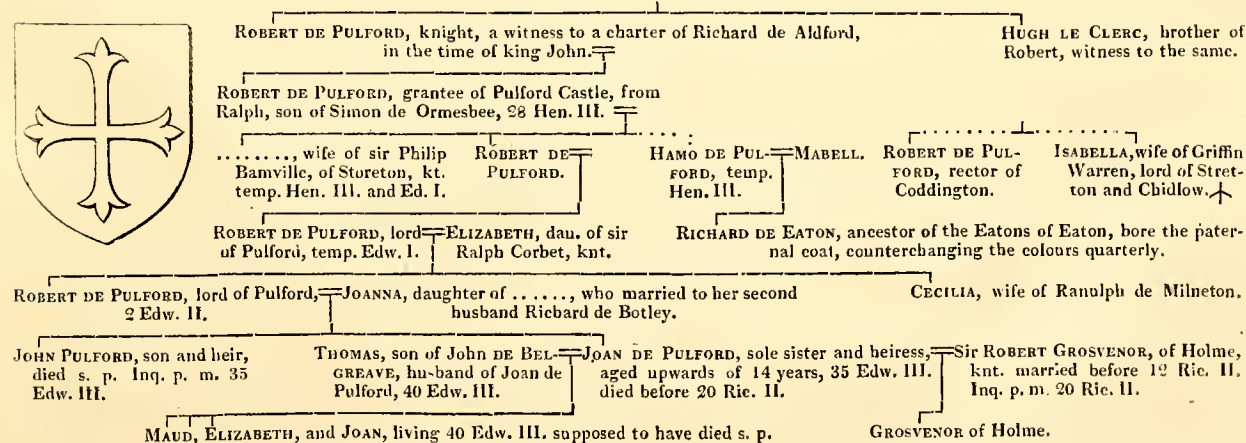 ROBERT DE PULFORD, knight, a witness to a charter of Richard de Aldford,
in the time of king John.
HUGH LE CLERC, brother of
Robert, witness to the same.
ROBERT DE PULFORD, grantee of Pulford Castle, from
Ralph, son of Simon de Ormesbee, 28 Hen. III.
........, wife of sir Philip
Bamville, of Storeton, kt.
temp. Hen. III. and Ed. I.
ROBERT DE
PULFORD.
HAMO DE PUL-
FORD, temp.
Hen. III.
MABELL.
ROBERT DE PUL-
FORD, rector of
Coddington.
ISABELLA, wife of Griffin
Warren, lord of Stret-
ton and Chidlow.
ROBERT DE PULFORD, lord
of Pulford, temp. Edw. I.
ELIZABETH, dau. of sir
Ralph Corbet, knt.
RICHARD DE EATON, ancestor of the Eatons of Eaton, bore the pater-
nal coat, counterchanging the colours quarterly.
ROBERT DE PULFORD, lord of Pulford,
2 Edw. II.
JOANNA, daughter of ......, who married to her second
husband Richard de Botley.
CECILIA, wife of Ranulph de Milneton.
JOHN PULFORD, son and heir,
died s. p. Inq. p. m. 35
Edw. III.
THOMAS, son of John DE BEL-
GREAVE, husband of Joan de
Pulford, 40 Edw. III.
JOAN DE PULFORD, sole sister and heiress,
aged upwards of 14 years, 35 Edw. III.
died before 20 Ric. II.
Sir ROBERT GROSVENOR, of Holme,
knt. married before 12 Ric. II.
Inq. p. m. 20 Ric. II.
MAUD, ELIZABETH, and JOAN, living 40 Edw. III. supposed to have died s. p.
GROSVENOR of Holme.